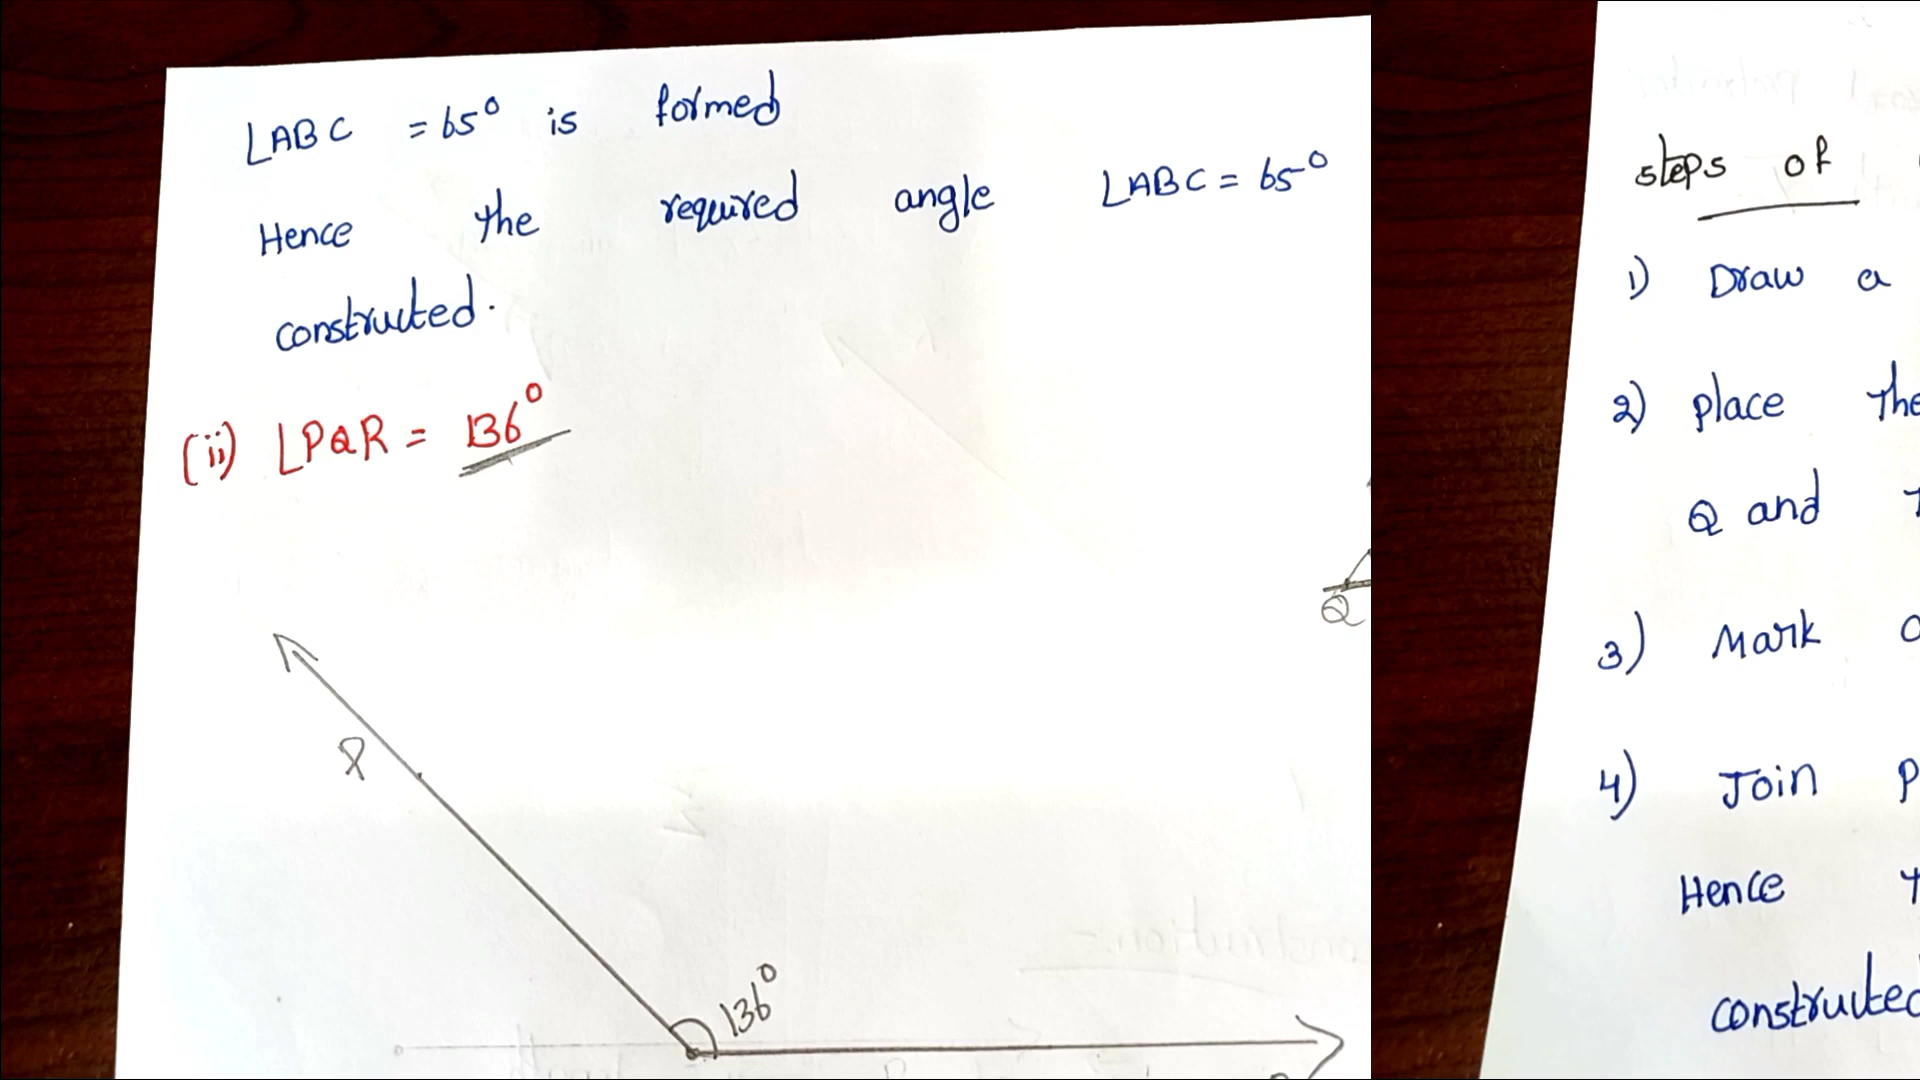 ∠ABC = 65° is formed
Hence the required angle ∠ABC = 65°
constructed.
(ii) ∠PQR = 136°
P
136°
Q
steps of
1) Draw a
2) place the
Q and
3) Mark
4) Join P
Hence
constructed